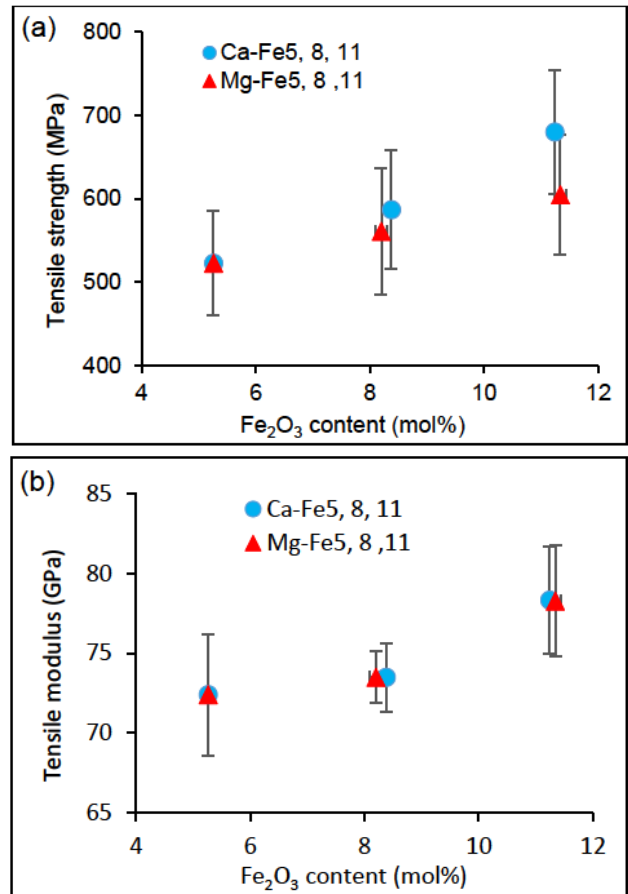 (a)
800
700
600
500
400
Tensile strength (MPa)
Ca-Fe5, 8, 11
Mg-Fe5, 8 ,11
4 6 8 10 12
Fe₂O₃ content (mol%)
(b)
85
80
75
70
65
Tensile modulus (GPa)
Ca-Fe5, 8, 11
Mg-Fe5, 8 ,11
4 6 8 10 12
Fe₂O₃ content (mol%)